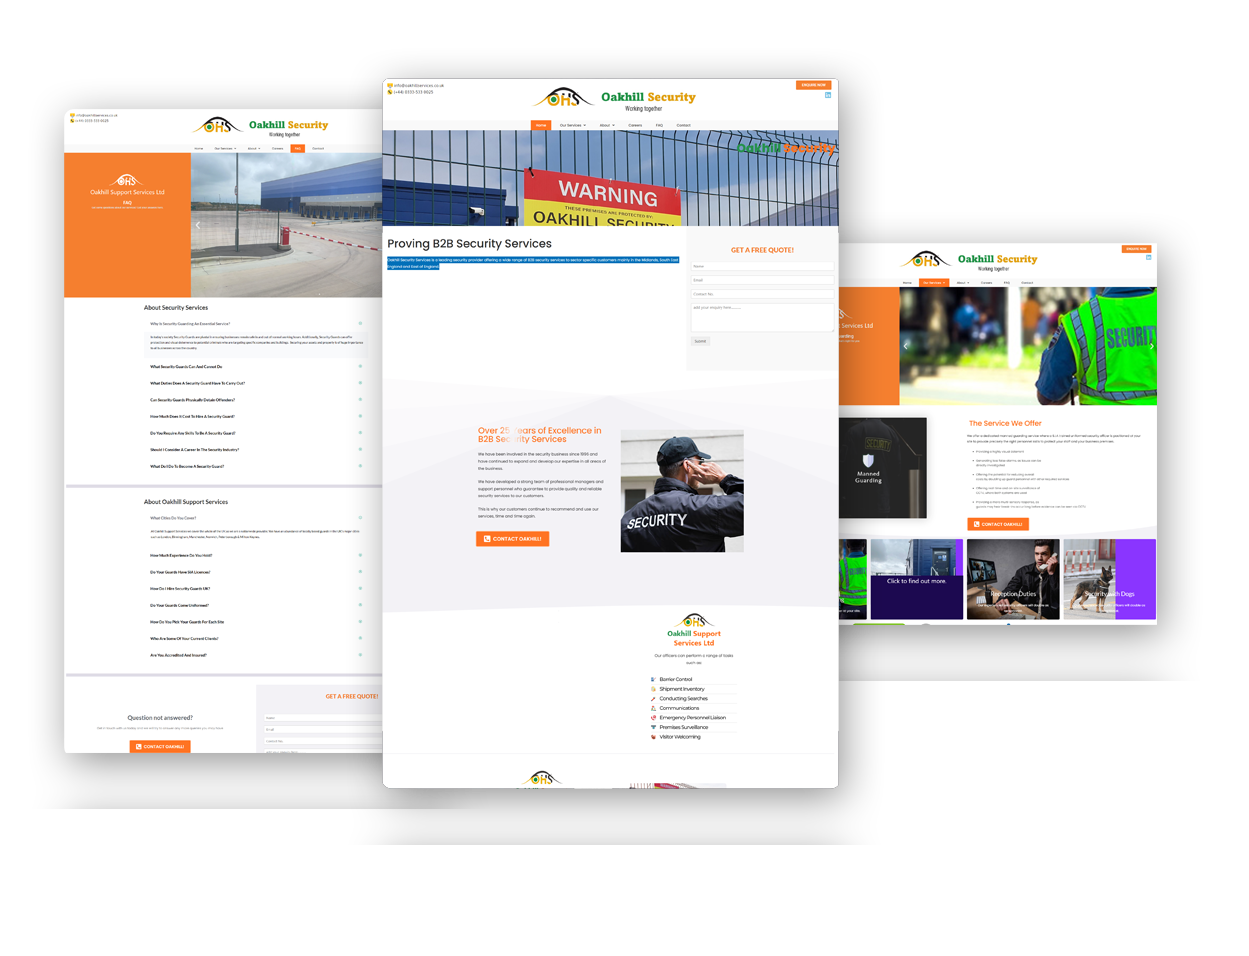 info@oakhillservices.co.uk
(+44) 0333-533-0025
OHS
Oakhill Security
Working together
Home
Our Services
About
Careers
FAQ
Contact
OHS
Oakhill Support Services Ltd
FAQ
About Security Services
Why Is Security Guarding An Essential Service?
What Security Guards Can And Cannot Do
What Duties Does A Security Guard Have To Carry Out?
Can Security Guards Physically Detain Offenders?
How Much Does It Cost To Hire A Security Guard?
Do You Require Any Skills To Be A Security Guard?
Should I Consider A Career In The Security Industry?
What Do I Do To Become A Security Guard?
About Oakhill Support Services
What Cities Do You Cover?
How Much Experience Do You Hold?
Do Your Guards Have SIA Licences?
How Do I Hire Security Guards UK?
Do Your Guards Come Uniformed?
How Do You Pick Your Guards For Each Site
Who Are Some Of Your Current Clients?
Are You Accredited And Insured?
Question not answered?
CONTACT OAKHILL!
GET A FREE QUOTE!
Name
Email
Contact No.
info@oakhillservices.co.uk
(+44) 0333-533-0025
OHS
Oakhill Security
Working together
ENQUIRE NOW
Home
Our Services
About
Careers
FAQ
Contact
Oakhill Security
WARNING
THESE PREMISES ARE PROTECTED BY:
OAKHILL SECURITY
Proving B2B Security Services
Oakhill Security Services is a leading security provider offering a wide range of B2B security services to sector specific customers mainly in the Midlands, South East
England and East of England.
GET A FREE QUOTE!
Name
Email
Contact No.
add your enquiry here..........
Submit
Over 25 Years of Excellence in
B2B Security Services
We have been involved in the security business since 1996 and
have continued to expand and develop our expertise in all areas of
the business.
We have developed a strong team of professional managers and
support personnel who guarantee to provide quality and reliable
security services to our customers.
This is why our customers continue to recommend and use our
services, time and time again.
CONTACT OAKHILL!
SECURITY
OHS
Oakhill Support
Services Ltd
Our officers can perform a range of tasks
such as:
Barrier Control
Shipment Inventory
Conducting Searches
Communications
Emergency Personnel Liaison
Premises Surveillance
Visitor Welcoming
OHS
OHS
Oakhill Security
Working together
ENQUIRE NOW
Home
Our Services
About
Careers
FAQ
Contact
Services Ltd
SECURITY
The Service We Offer
SECURITY
Manned
Guarding
CONTACT OAKHILL!
Click to find out more.
Reception Duties
Security with Dogs